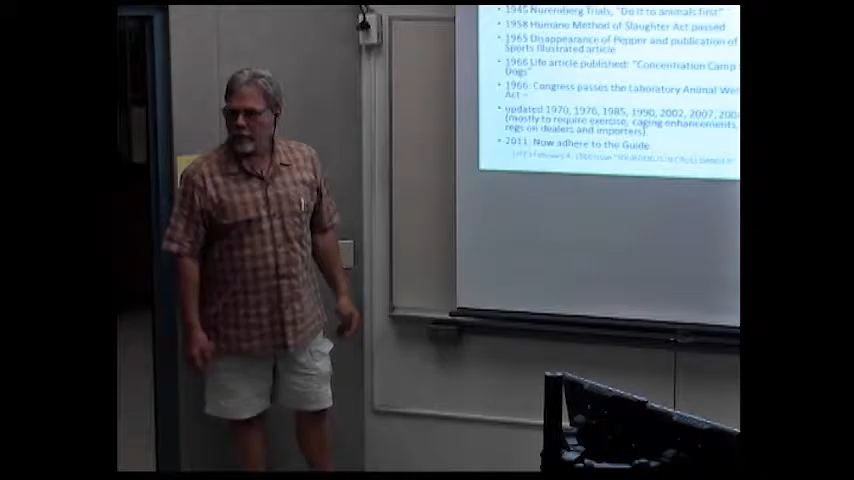 • 1945 Nuremberg Trials, "Do it to animals first"
• 1958 Humane Method of Slaughter Act passed
• 1965 Disappearance of Pepper and publication of
Sports Illustrated article
• 1966 Life article published: "Concentration Camp
Dogs"
• 1966: Congress passes the Laboratory Animal
Act –
• updated 1970, 1976, 1985, 1990, 2002, 2007,
(mostly to require exercise, caging enhancements,
regs on dealers and importers).
• 2011: Now adhere to the Guide